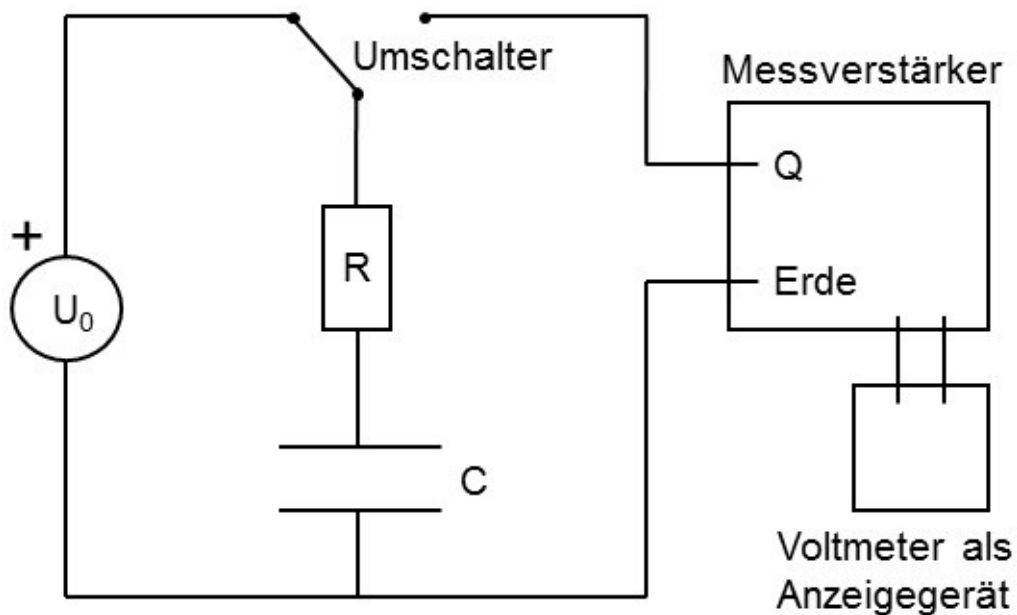 Umschalter
Messverstärker
Q
+
R
Erde
U₀
C
Voltmeter als
Anzeigegerät